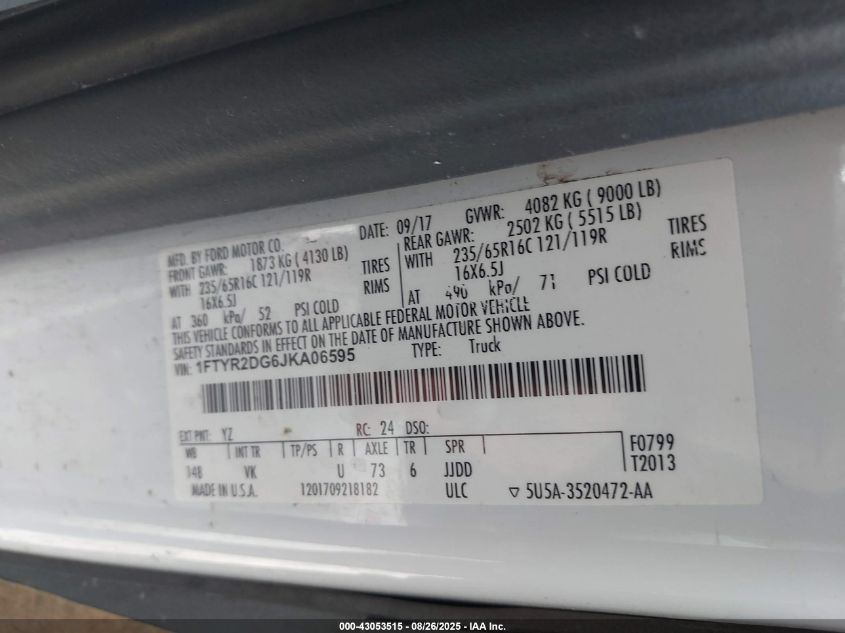 MFD. BY FORD MOTOR CO. DATE: 09/17 GVWR: 4082 KG ( 9000 LB)
FRONT GAWR: 1873 KG ( 4130 LB) REAR GAWR: 2502 KG ( 5515 LB)
WITH 235/65R16C 121/119R TIRES WITH 235/65R16C 121/119R TIRES
16X6.5J RIMS 16X6.5J RIMS
AT 360 kPa/ 52 PSI COLD AT 490 kPa/ 71 PSI COLD
THIS VEHICLE CONFORMS TO ALL APPLICABLE FEDERAL MOTOR VEHICLE
SAFETY STANDARDS IN EFFECT ON THE DATE OF MANUFACTURE SHOWN ABOVE.
VIN: 1FTYR2DG6JKA06595 TYPE: Truck
EXT PNT: YZ RC: 24 DSO:
WB INT TR TP/PS R AXLE TR SPR F0799
148 VK U 73 6 JJDD T2013
MADE IN U.S.A. 1201709218182 ULC ▽ 5U5A-3520472-AA
000-43053515 - 08/26/2025 - IAA Inc.